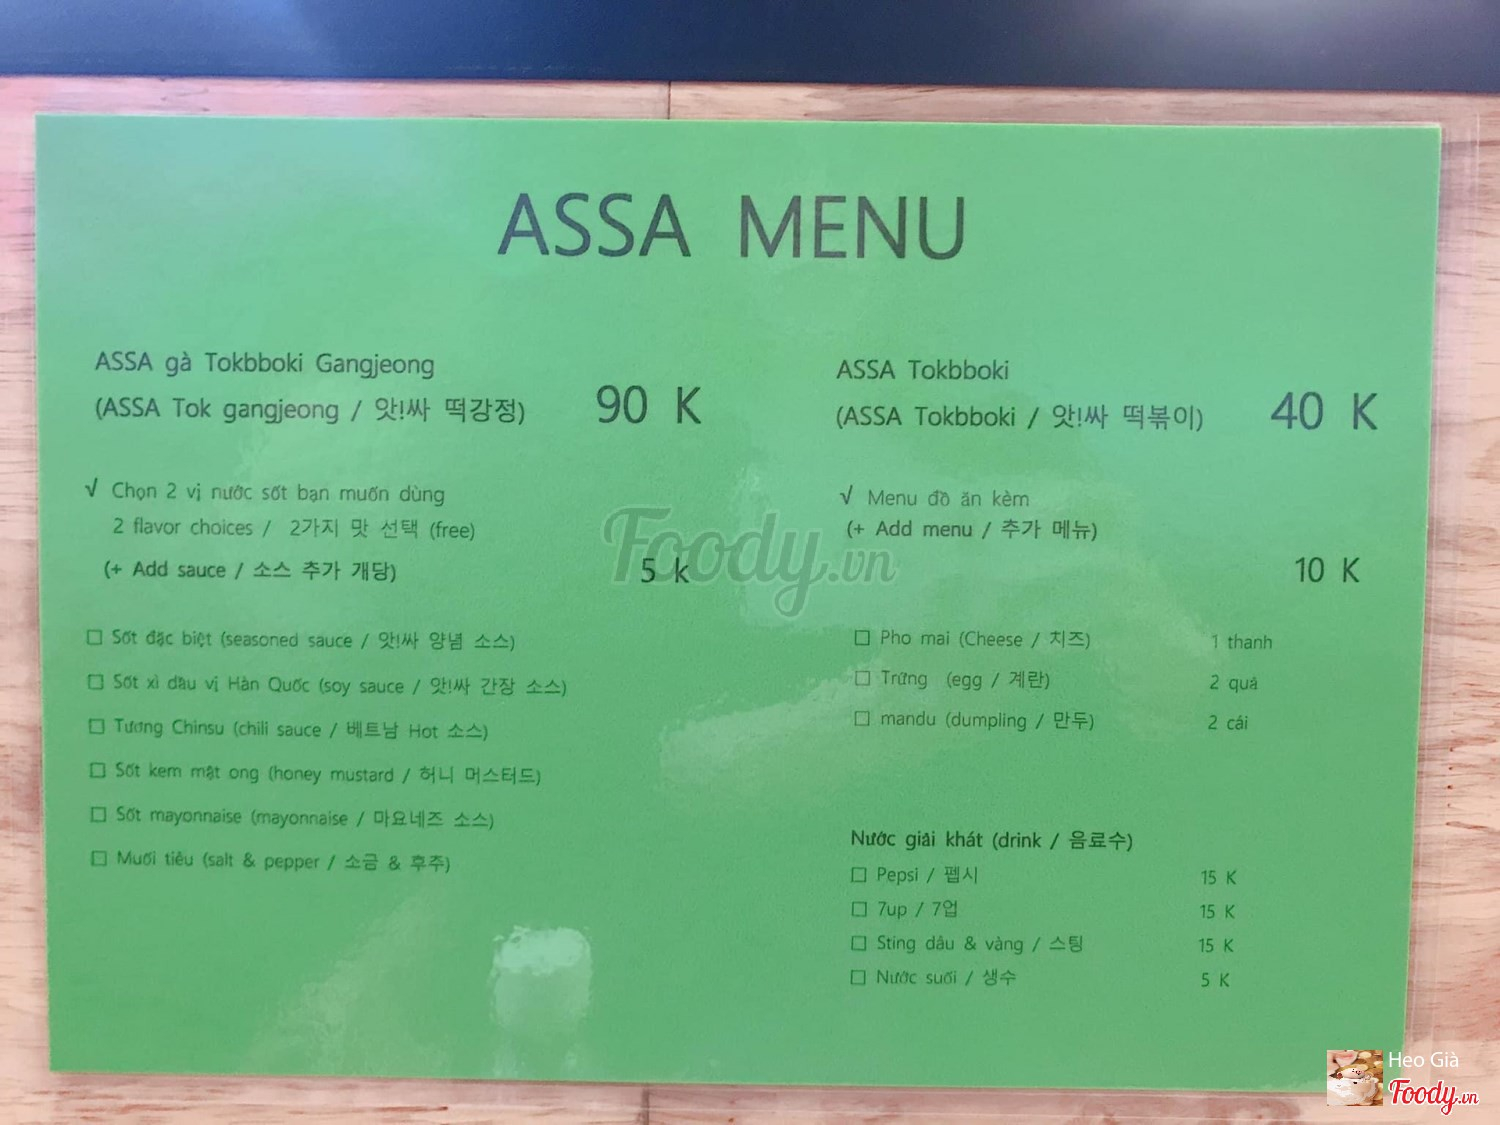 ASSA MENU
ASSA gà Tokbboki Gangjeong
(ASSA Tok gangjeong / 앗!싸 떡강정) 90 K
√ Chọn 2 vị nước sốt bạn muốn dùng
2 flavor choices / 2가지 맛 선택 (free)
(+ Add sauce / 소스 추가 개당) 5 k
☐ Sốt đặc biệt (seasoned sauce / 앗!싸 양념 소스)
☐ Sốt xì dầu vị Hàn Quốc (soy sauce / 앗!싸 간장 소스)
☐ Tương Chinsu (chili sauce / 베트남 Hot 소스)
☐ Sốt kem mật ong (honey mustard / 허니 머스터드)
☐ Sốt mayonnaise (mayonnaise / 마요네즈 소스)
☐ Muối tiêu (salt & pepper / 소금 & 후주)
ASSA Tokbboki
(ASSA Tokbboki / 앗!싸 떡볶이) 40 K
√ Menu đồ ăn kèm
(+ Add menu / 추가 메뉴)
10 K
☐ Pho mai (Cheese / 치즈) 1 thanh
☐ Trứng (egg / 계란) 2 quả
☐ mandu (dumpling / 만두) 2 cái
Nước giải khát (drink / 음료수)
☐ Pepsi / 펩시 15 K
☐ 7up / 7업 15 K
☐ Sting dâu & vàng / 스팅 15 K
☐ Nước suối / 생수 5 K
Foody.vn
Heo Già
Foody.vn